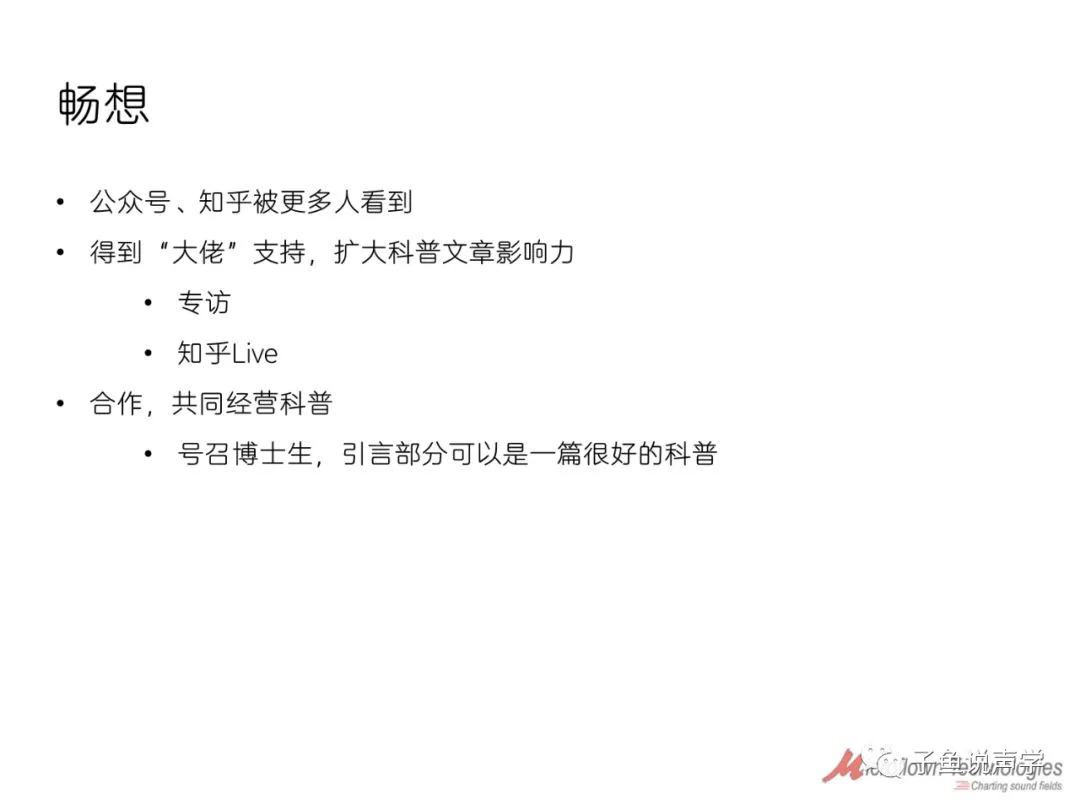 畅想
• 公众号、知乎被更多人看到
• 得到“大佬”支持，扩大科普文章影响力
• 专访
• 知乎Live
• 合作，共同经营科普
• 号召博士生，引言部分可以是一篇很好的科普
子鱼说声学
Technologies
Charting sound fields